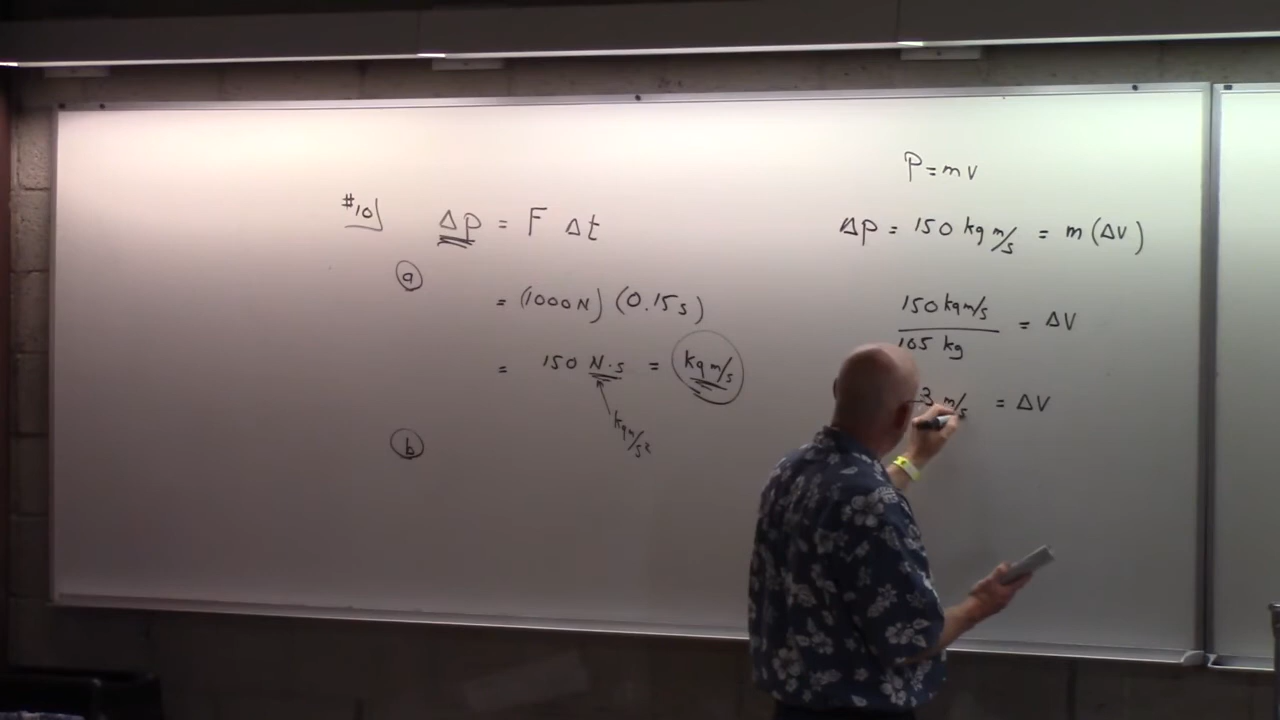 #10) Δp = F Δt
(a)
= (1000 N) (0.15 s)
= 150 N·s = kg m/s
kg m/s²
(b)
P = m v
Δp = 150 kg m/s = m (ΔV)
150 kg m/s / 105 kg = ΔV
3 m/s = ΔV